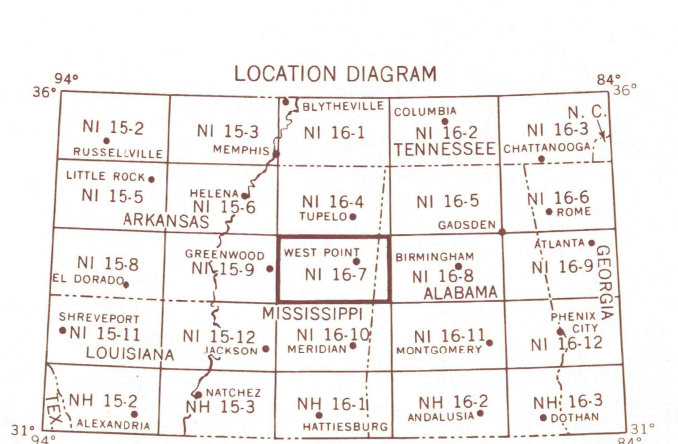 LOCATION DIAGRAM
94°
84°
36°
36°
NI 15-2
RUSSELLVILLE
NI 15-3
MEMPHIS
BLYTHEVILLE
NI 16-1
COLUMBIA
NI 16-2
TENNESSEE
N. C.
NI 16-3
CHATTANOOGA
LITTLE ROCK
NI 15-5
ARKANSAS
HELENA
NI 15-6
NI 16-4
TUPELO
NI 16-5
GADSDEN
NI 16-6
ROME
NI 15-8
EL DORADO
GREENWOOD
NI 15-9
WEST POINT
NI 16-7
BIRMINGHAM
NI 16-8
ALABAMA
ATLANTA
NI 16-9
GEORGIA
SHREVEPORT
NI 15-11
LOUISIANA
NI 15-12
JACKSON
MISSISSIPPI
NI 16-10
MERIDIAN
NI 16-11
MONTGOMERY
PHENIX
CITY
NI 16-12
TEX
NH 15-2
ALEXANDRIA
NATCHEZ
NH 15-3
NH 16-1
HATTIESBURG
NH 16-2
ANDALUSIA
NH 16-3
DOTHAN
31°
31°
94°
84°